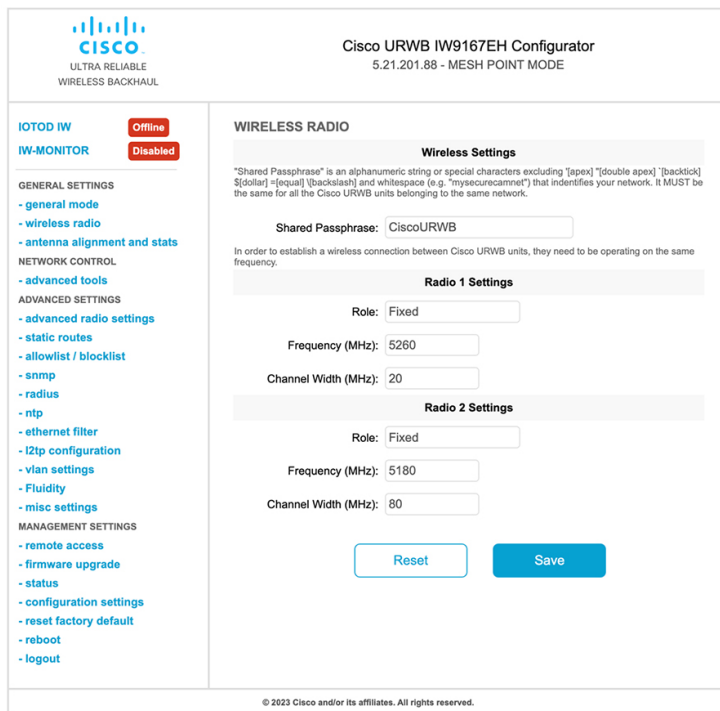 CISCO
ULTRA RELIABLE
WIRELESS BACKHAUL
Cisco URWB IW9167EH Configurator
5.21.201.88 - MESH POINT MODE
IOTOD IW Offline
IW-MONITOR Disabled
GENERAL SETTINGS
- general mode
- wireless radio
- antenna alignment and stats
NETWORK CONTROL
- advanced tools
ADVANCED SETTINGS
- advanced radio settings
- static routes
- allowlist / blocklist
- snmp
- radius
- ntp
- ethernet filter
- l2tp configuration
- vlan settings
- Fluidity
- misc settings
MANAGEMENT SETTINGS
- remote access
- firmware upgrade
- status
- configuration settings
- reset factory default
- reboot
- logout
WIRELESS RADIO
Wireless Settings
"Shared Passphrase" is an alphanumeric string or special characters excluding '[apex] "[double apex] `[backtick]
$[dollar] =[equal] \[backslash] and whitespace (e.g. "mysecurecamnet") that indentifies your network. It MUST be
the same for all the Cisco URWB units belonging to the same network.
Shared Passphrase: CiscoURWB
In order to establish a wireless connection between Cisco URWB units, they need to be operating on the same
frequency.
Radio 1 Settings
Role: Fixed
Frequency (MHz): 5260
Channel Width (MHz): 20
Radio 2 Settings
Role: Fixed
Frequency (MHz): 5180
Channel Width (MHz): 80
Reset Save
© 2023 Cisco and/or its affiliates. All rights reserved.